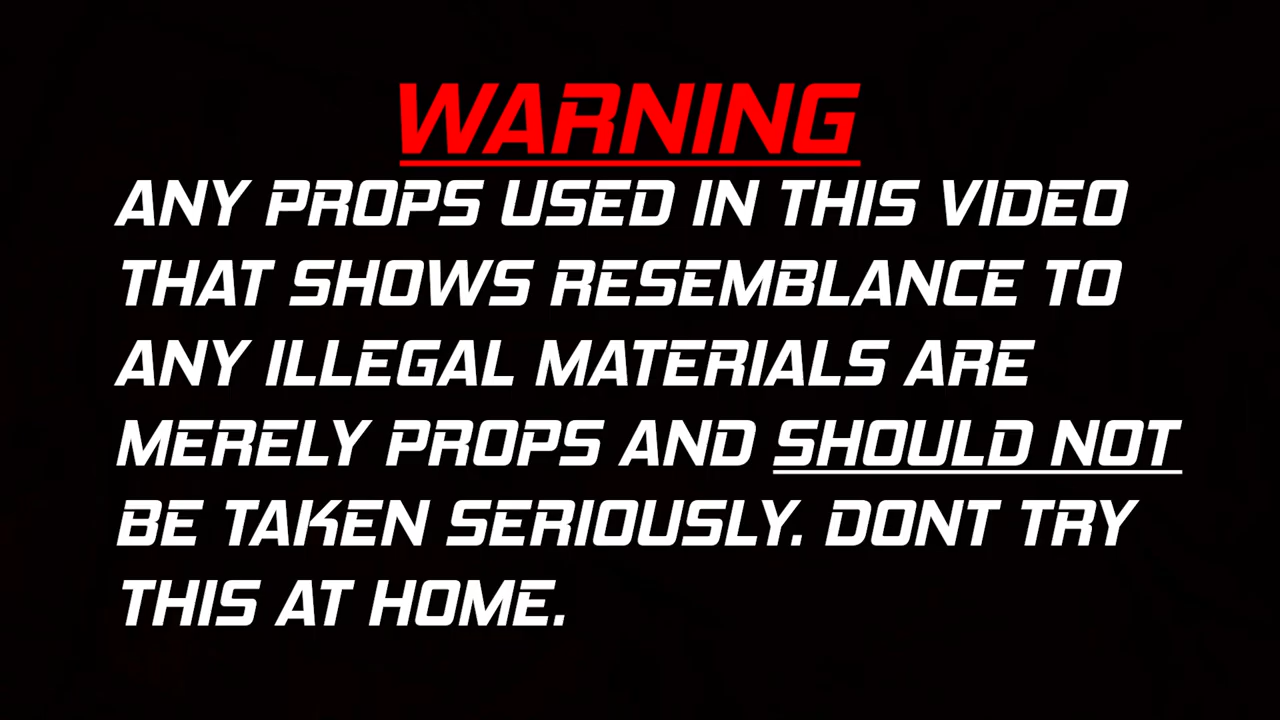 WARNING
ANY PROPS USED IN THIS VIDEO
THAT SHOWS RESEMBLANCE TO
ANY ILLEGAL MATERIALS ARE
MERELY PROPS AND SHOULD NOT
BE TAKEN SERIOUSLY. DONT TRY
THIS AT HOME.